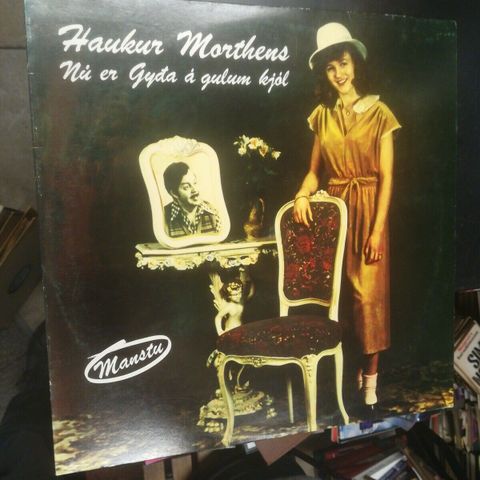 Haukur Morthens
Nú er Gyða á gulum kjól
Manstu